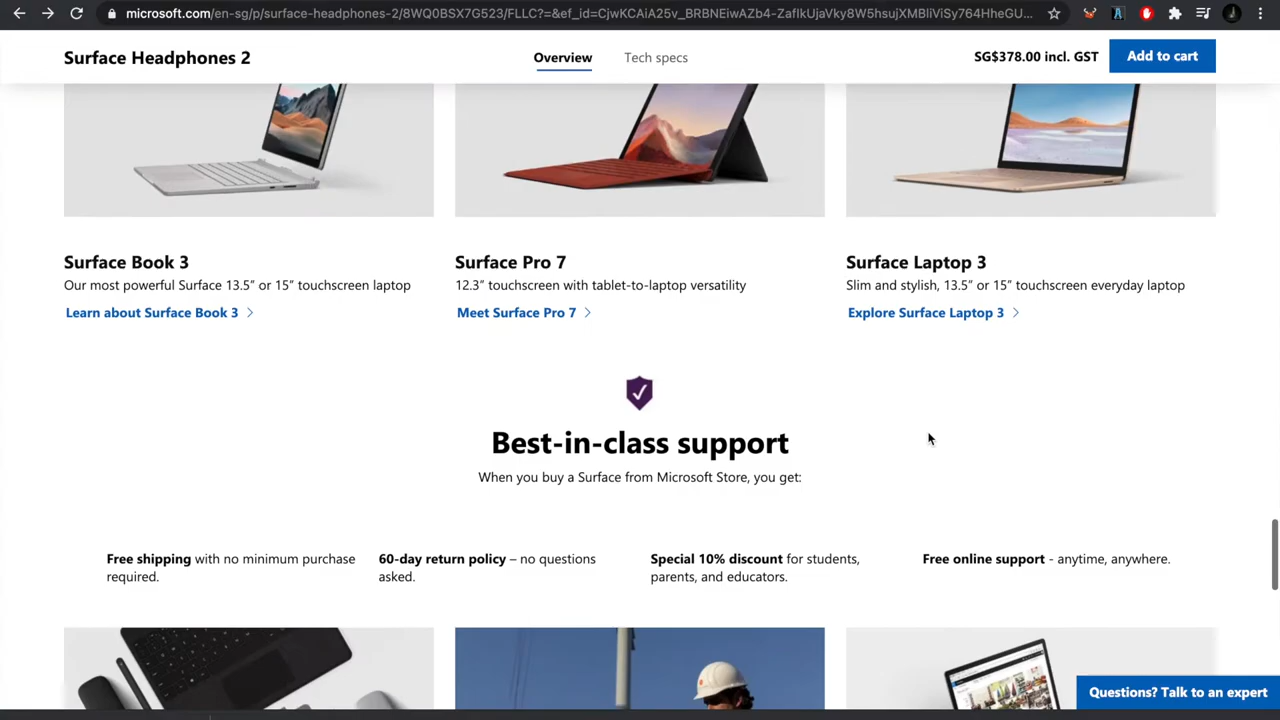 microsoft.com/en-sg/p/surface-headphones-2/8WQ0BSX7G523/FLLC?=&ef_id=CjwKCAiA25v_BRBNEiwAZb4-ZafIkUjaVky8W5hsujXMBIiViSy764HheGU...
Surface Headphones 2
Overview
Tech specs
SG$378.00 incl. GST
Add to cart
Surface Book 3
Our most powerful Surface 13.5” or 15” touchscreen laptop
Learn about Surface Book 3
Surface Pro 7
12.3” touchscreen with tablet-to-laptop versatility
Meet Surface Pro 7
Surface Laptop 3
Slim and stylish, 13.5” or 15” touchscreen everyday laptop
Explore Surface Laptop 3
Best-in-class support
When you buy a Surface from Microsoft Store, you get:
Free shipping with no minimum purchase
required.
60-day return policy – no questions
asked.
Special 10% discount for students,
parents, and educators.
Free online support - anytime, anywhere.
Questions? Talk to an expert